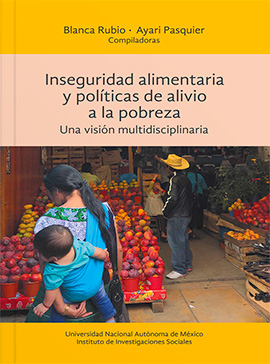 Blanca Rubio • Ayari Pasquier
Compiladoras
Inseguridad alimentaria
y políticas de alivio
a la pobreza
Una visión multidisciplinaria
Universidad Nacional Autónoma de México
Instituto de Investigaciones Sociales